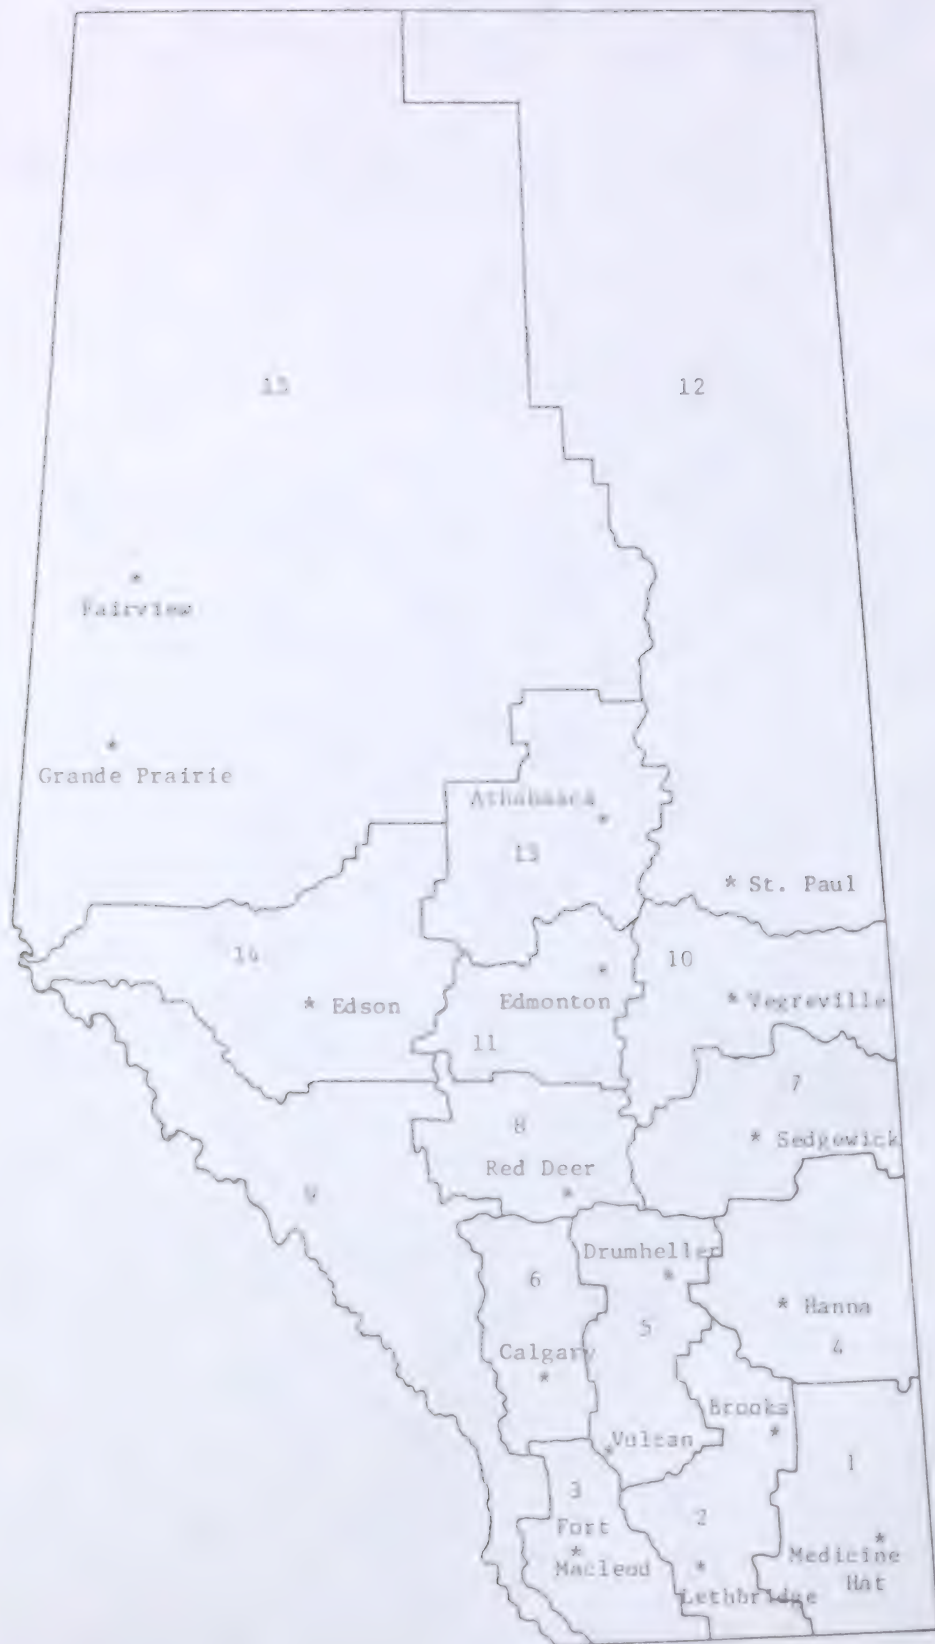 15
12
*
Fairview
*
Grande Prairie
Athabasca
*
13
* St. Paul
14
10
*
* Edson
Edmonton
* Vegreville
11
7
8
* Sedgewick
Red Deer
*
9
Drumheller
*
6
* Hanna
5
4
Calgary
*
Brooks
*
Vulcan
*
1
3
2
Fort
*
Macleod
*
Medicine
Hat
*
Lethbridge